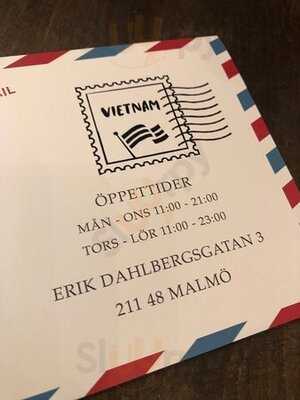 IL
VIETNAM
ÖPPETTIDER
MÅN - ONS 11:00 - 21:00
TORS - LÖR 11:00 - 23:00
ERIK DAHLBERGSGATAN 3
211 48 MALMÖ